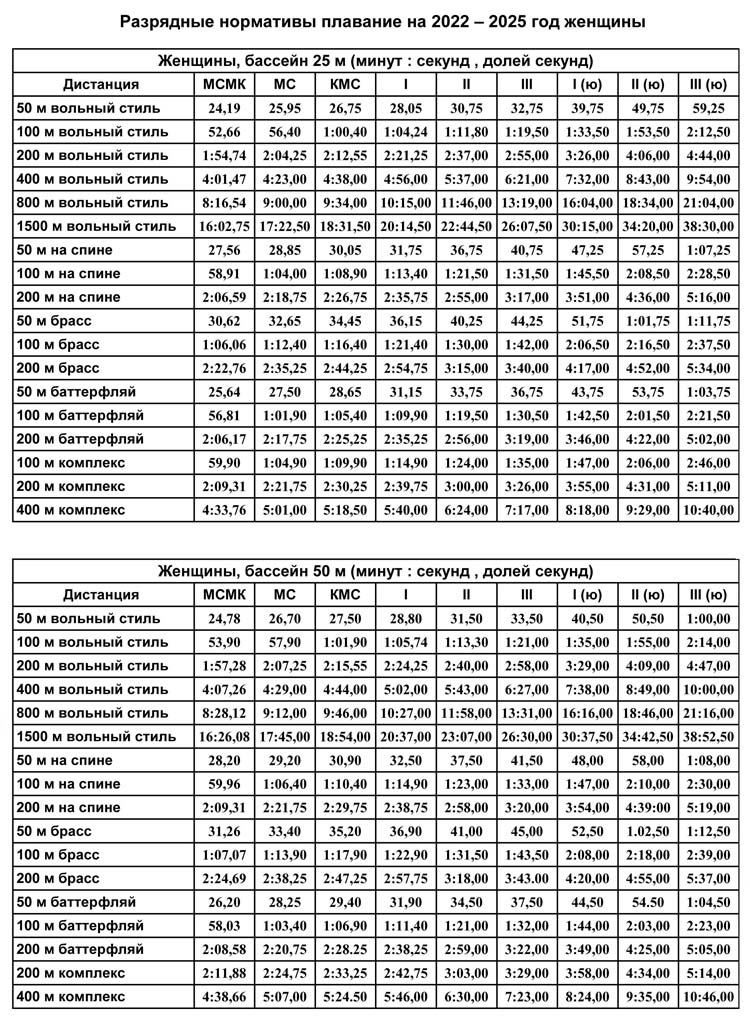 Разрядные нормативы плавание на 2022 – 2025 год женщины
Женщины, бассейн 25 м (минут : секунд , долей секунд)
Дистанция МСМК МС КМС I II III I (ю) II (ю) III (ю)
50 м вольный стиль 24,19 25,95 26,75 28,05 30,75 32,75 39,75 49,75 59,25
100 м вольный стиль 52,66 56,40 1:00,40 1:04,24 1:11,80 1:19,50 1:33,50 1:53,50 2:12,50
200 м вольный стиль 1:54,74 2:04,25 2:12,55 2:21,25 2:37,00 2:55,00 3:26,00 4:06,00 4:44,00
400 м вольный стиль 4:01,47 4:23,00 4:38,00 4:56,00 5:37,00 6:21,00 7:32,00 8:43,00 9:54,00
800 м вольный стиль 8:16,54 9:00,00 9:34,00 10:15,00 11:46,00 13:19,00 16:04,00 18:34,00 21:04,00
1500 м вольный стиль 16:02,75 17:22,50 18:31,50 20:14,50 22:44,50 26:07,50 30:15,00 34:20,00 38:30,00
50 м на спине 27,56 28,85 30,05 31,75 36,75 40,75 47,25 57,25 1:07,25
100 м на спине 58,91 1:04,00 1:08,90 1:13,40 1:21,50 1:31,50 1:45,50 2:08,50 2:28,50
200 м на спине 2:06,59 2:18,75 2:26,75 2:35,75 2:55,00 3:17,00 3:51,00 4:36,00 5:16,00
50 м брасс 30,62 32,65 34,45 36,15 40,25 44,25 51,75 1:01,75 1:11,75
100 м брасс 1:06,06 1:12,40 1:16,40 1:21,40 1:30,00 1:42,00 2:06,50 2:16,50 2:37,50
200 м брасс 2:22,76 2:35,25 2:44,25 2:54,75 3:15,00 3:40,00 4:17,00 4:52,00 5:34,00
50 м баттерфляй 25,64 27,50 28,65 31,15 33,75 36,75 43,75 53,75 1:03,75
100 м баттерфляй 56,81 1:01,90 1:05,40 1:09,90 1:19,50 1:30,50 1:42,50 2:01,50 2:21,50
200 м баттерфляй 2:06,17 2:17,75 2:25,25 2:35,25 2:56,00 3:19,00 3:46,00 4:22,00 5:02,00
100 м комплекс 59,90 1:04,90 1:09,90 1:14,90 1:24,00 1:35,00 1:47,00 2:06,00 2:46,00
200 м комплекс 2:09,31 2:21,75 2:30,25 2:39,75 3:00,00 3:26,00 3:55,00 4:31,00 5:11,00
400 м комплекс 4:33,76 5:01,00 5:18,50 5:40,00 6:24,00 7:17,00 8:18,00 9:29,00 10:40,00
Женщины, бассейн 50 м (минут : секунд , долей секунд)
Дистанция МСМК МС КМС I II III I (ю) II (ю) III (ю)
50 м вольный стиль 24,78 26,70 27,50 28,80 31,50 33,50 40,50 50,50 1:00,00
100 м вольный стиль 53,90 57,90 1:01,90 1:05,74 1:13,30 1:21,00 1:35,00 1:55,00 2:14,00
200 м вольный стиль 1:57,28 2:07,25 2:15,55 2:24,25 2:40,00 2:58,00 3:29,00 4:09,00 4:47,00
400 м вольный стиль 4:07,26 4:29,00 4:44,00 5:02,00 5:43,00 6:27,00 7:38,00 8:49,00 10:00,00
800 м вольный стиль 8:28,12 9:12,00 9:46,00 10:27,00 11:58,00 13:31,00 16:16,00 18:46,00 21:16,00
1500 м вольный стиль 16:26,08 17:45,00 18:54,00 20:37,00 23:07,00 26:30,00 30:37,50 34:42,50 38:52,50
50 м на спине 28,20 29,20 30,90 32,50 37,50 41,50 48,00 58,00 1:08,00
100 м на спине 59,96 1:06,40 1:10,40 1:14,90 1:23,00 1:33,00 1:47,00 2:10,00 2:30,00
200 м на спине 2:09,31 2:21,75 2:29,75 2:38,75 2:58,00 3:20,00 3:54,00 4:39:00 5:19,00
50 м брасс 31,26 33,40 35,20 36,90 41,00 45,00 52,50 1.02,50 1:12,50
100 м брасс 1:07,07 1:13,90 1:17,90 1:22,90 1:31,50 1:43,50 2:08,00 2:18,00 2:39,00
200 м брасс 2:24,69 2:38,25 2:47,25 2:57,75 3:18,00 3:43.00 4:20,00 4:55,00 5:37,00
50 м баттерфляй 26,20 28,25 29,40 31,90 34,50 37,50 44,50 54.50 1:04,50
100 м баттерфляй 58,03 1:03,40 1:06,90 1:11,40 1:21,00 1:32,00 1:44,00 2:03,00 2:23,00
200 м баттерфляй 2:08,58 2:20,75 2:28.25 2:38,25 2:59,00 3:22,00 3:49,00 4:25,00 5:05,00
200 м комплекс 2:11,88 2:24,75 2:33,25 2:42,75 3:03,00 3:29,00 3:58,00 4:34,00 5:14,00
400 м комплекс 4:38,66 5:07,00 5:24.50 5:46,00 6:30,00 7:23,00 8:24,00 9:35,00 10:46,00